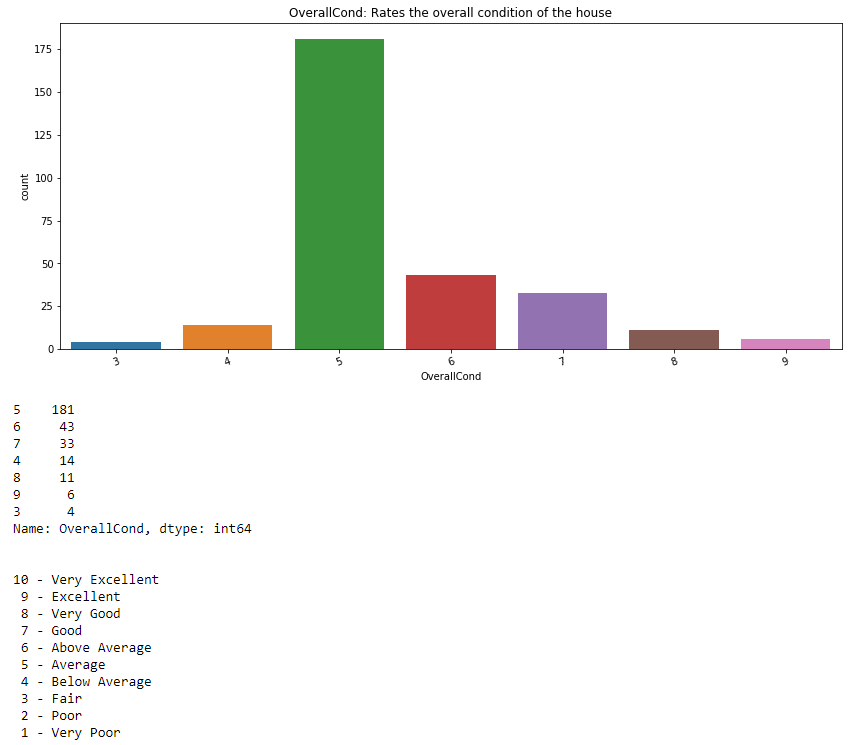 OverallCond: Rates the overall condition of the house
175
150
125
100
75
50
25
0
count
3 4 5 6 7 8 9
OverallCond
5 181
6 43
7 33
4 14
8 11
9 6
3 4
Name: OverallCond, dtype: int64
10 - Very Excellent
9 - Excellent
8 - Very Good
7 - Good
6 - Above Average
5 - Average
4 - Below Average
3 - Fair
2 - Poor
1 - Very Poor